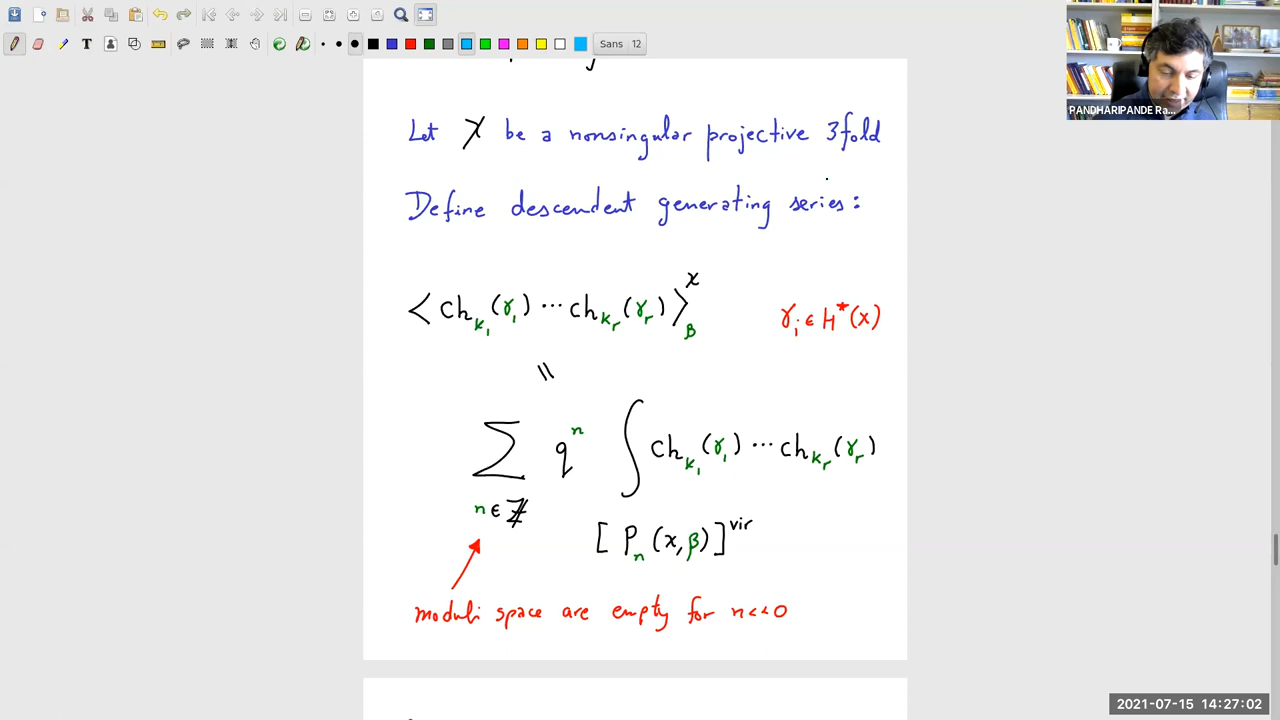 Sans 12
PANDHARIPANDE Ra...
Let X be a nonsingular projective 3fold
Define descendent generating series:
< ch_{k_1}(γ_1) ⋯ ch_{k_r}(γ_r) >_β^X   γ_i ∈ H^*(X)
=
∑_{n ∈ ℤ} q^n ∫_{[P_n(X,β)]^{vir}} ch_{k_1}(γ_1) ⋯ ch_{k_r}(γ_r)
moduli space are empty for n<<0
2021-07-15 14:27:02